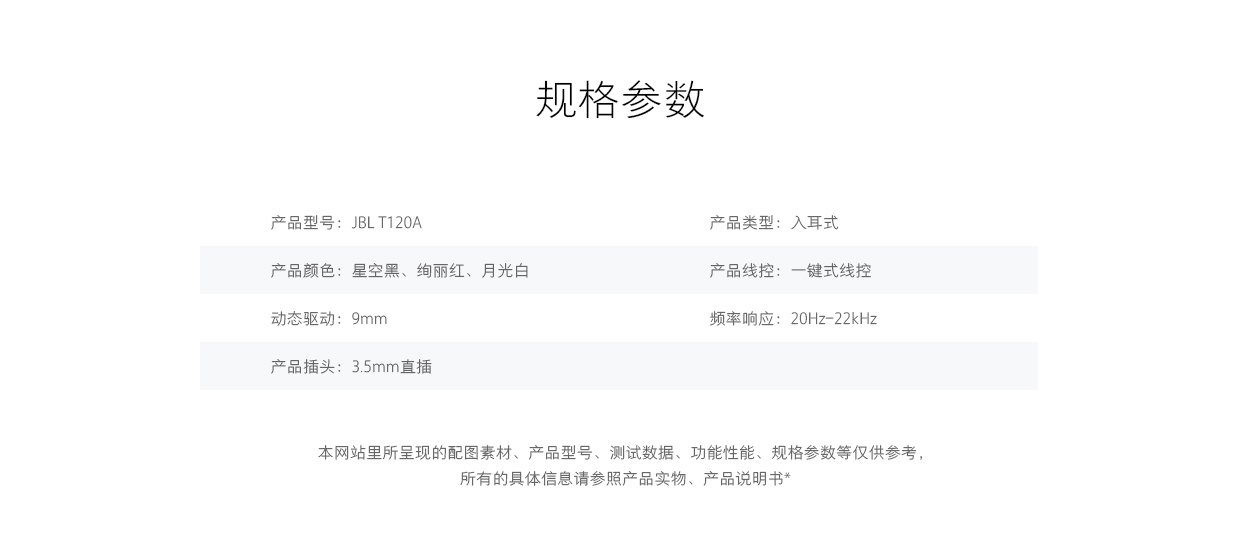 规格参数
产品型号：JBL T120A 产品类型：入耳式
产品颜色：星空黑、绚丽红、月光白 产品线控：一键式线控
动态驱动：9mm 频率响应：20Hz-22kHz
产品插头：3.5mm直插
本网站里所呈现的配图素材、产品型号、测试数据、功能性能、规格参数等仅供参考，
所有的具体信息请参照产品实物、产品说明书*